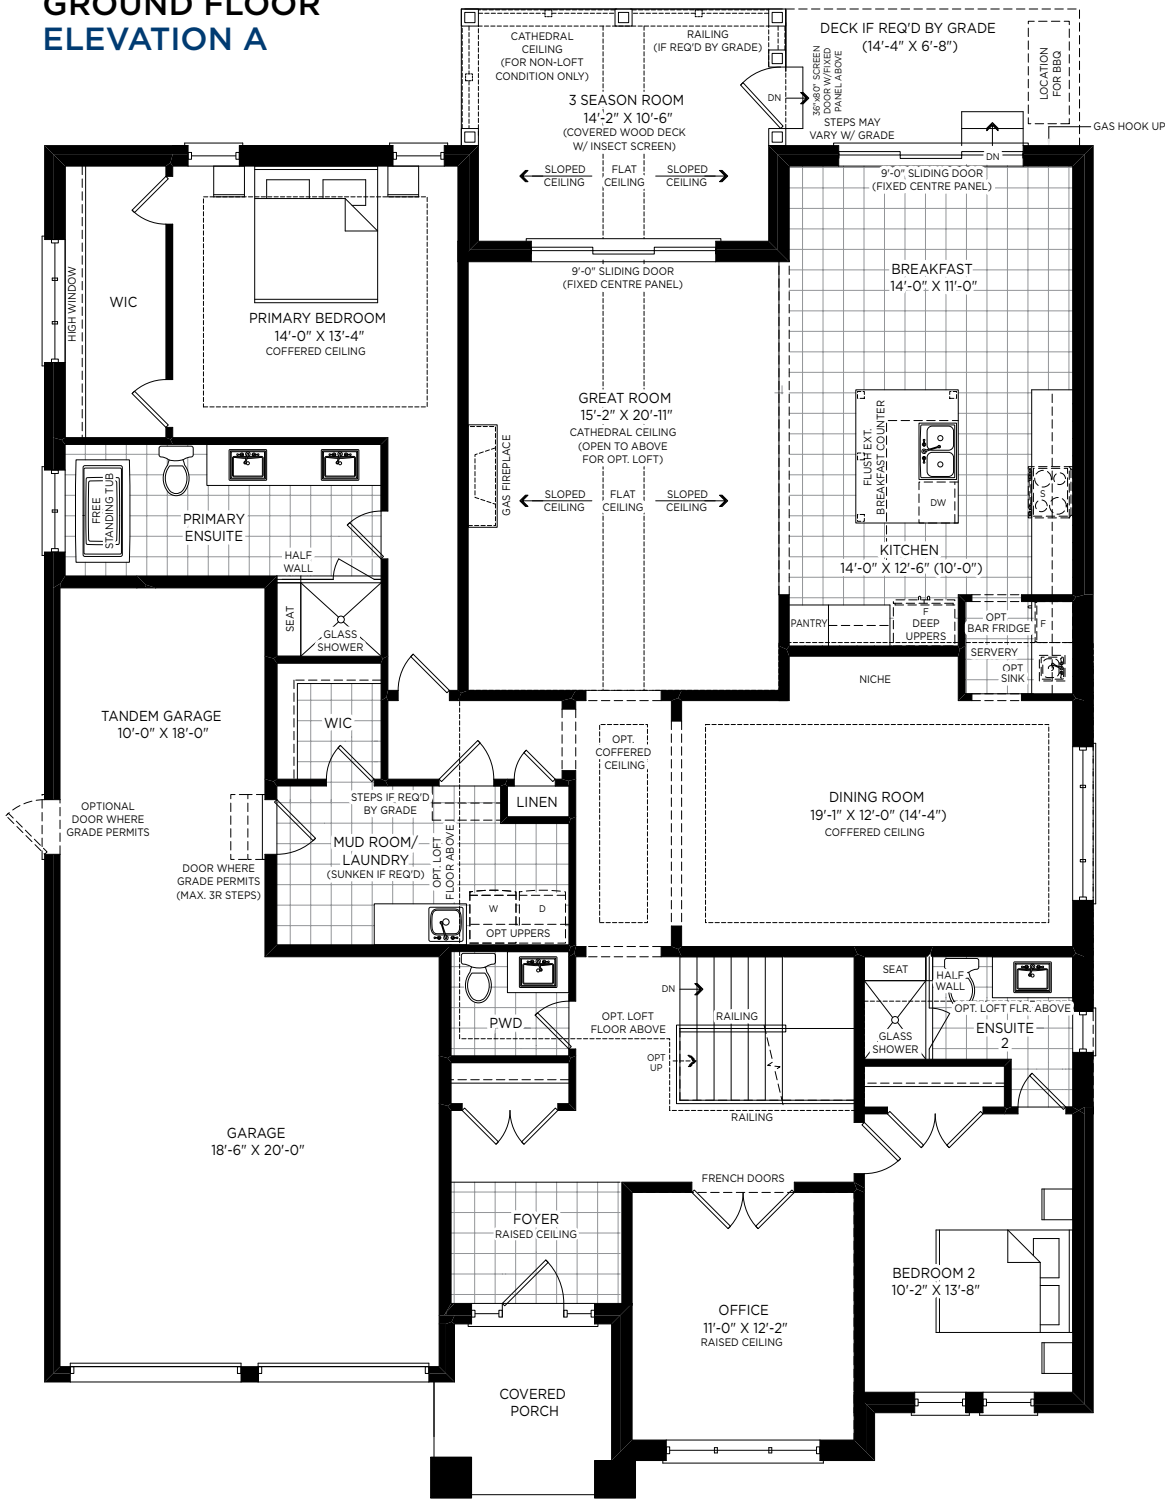 GROUND FLOOR
ELEVATION A
CATHEDRAL
CEILING
(FOR NON-LOFT
CONDITION ONLY)
RAILING
(IF REQ'D BY GRADE)
DECK IF REQ'D BY GRADE
(14'-4" X 6'-8")
LOCATION
FOR BBQ
36"x80" SCREEN
DOOR W/FIXED
PANEL ABOVE
DN
3 SEASON ROOM
14'-2" X 10'-6"
(COVERED WOOD DECK
W/ INSECT SCREEN)
STEPS MAY
VARY W/ GRADE
GAS HOOK UP
DN
SLOPED
CEILING
FLAT
CEILING
SLOPED
CEILING
9'-0" SLIDING DOOR
(FIXED CENTRE PANEL)
9'-0" SLIDING DOOR
(FIXED CENTRE PANEL)
BREAKFAST
14'-0" X 11'-0"
HIGH WINDOW
WIC
PRIMARY BEDROOM
14'-0" X 13'-4"
COFFERED CEILING
GREAT ROOM
15'-2" X 20'-11"
CATHEDRAL CEILING
(OPEN TO ABOVE
FOR OPT. LOFT)
GAS FIREPLACE
SLOPED
CEILING
FLAT
CEILING
SLOPED
CEILING
FLUSH EXT.
BREAKFAST COUNTER
DW
S
KITCHEN
14'-0" X 12'-6" (10'-0")
FREE
STANDING TUB
PRIMARY
ENSUITE
HALF
WALL
SEAT
GLASS
SHOWER
PANTRY
F
DEEP
UPPERS
OPT
BAR FRIDGE
F
SERVERY
OPT
SINK
NICHE
TANDEM GARAGE
10'-0" X 18'-0"
WIC
OPT.
COFFERED
CEILING
OPTIONAL
DOOR WHERE
GRADE PERMITS
STEPS IF REQ'D
BY GRADE
LINEN
DINING ROOM
19'-1" X 12'-0" (14'-4")
COFFERED CEILING
MUD ROOM/
LAUNDRY
(SUNKEN IF REQ'D)
OPT. LOFT
FLOOR ABOVE
DOOR WHERE
GRADE PERMITS
(MAX. 3R STEPS)
W
D
OPT UPPERS
PWD
OPT. LOFT
FLOOR ABOVE
DN
RAILING
OPT
UP
RAILING
SEAT
HALF
WALL
OPT. LOFT FLR. ABOVE
GLASS
SHOWER
ENSUITE
2
GARAGE
18'-6" X 20'-0"
FRENCH DOORS
FOYER
RAISED CEILING
BEDROOM 2
10'-2" X 13'-8"
OFFICE
11'-0" X 12'-2"
RAISED CEILING
COVERED
PORCH